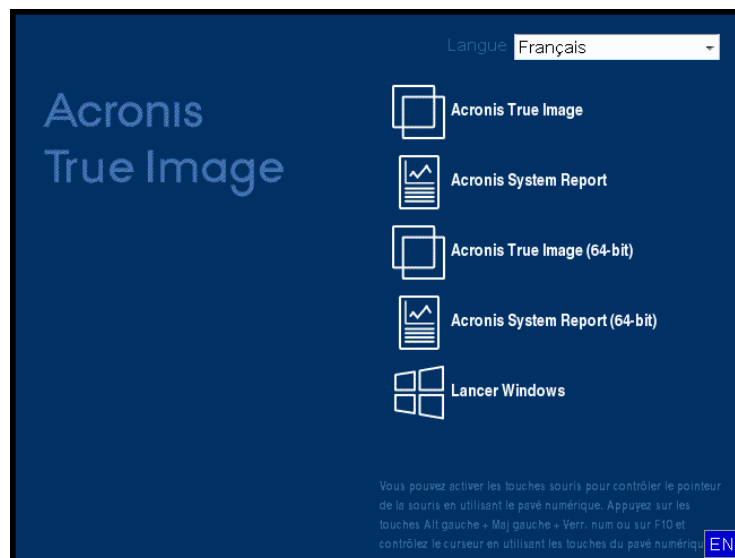 Langue Français
Acronis
True Image
Acronis True Image
Acronis System Report
Acronis True Image (64-bit)
Acronis System Report (64-bit)
Lancer Windows
Vous pouvez activer les touches souris pour contrôler le pointeur
de la souris en utilisant le pavé numérique. Appuyez sur les
touches Alt gauche + Maj gauche + Verr. num ou sur F10 et
contrôlez le curseur en utilisant les touches du pavé numériqu
EN